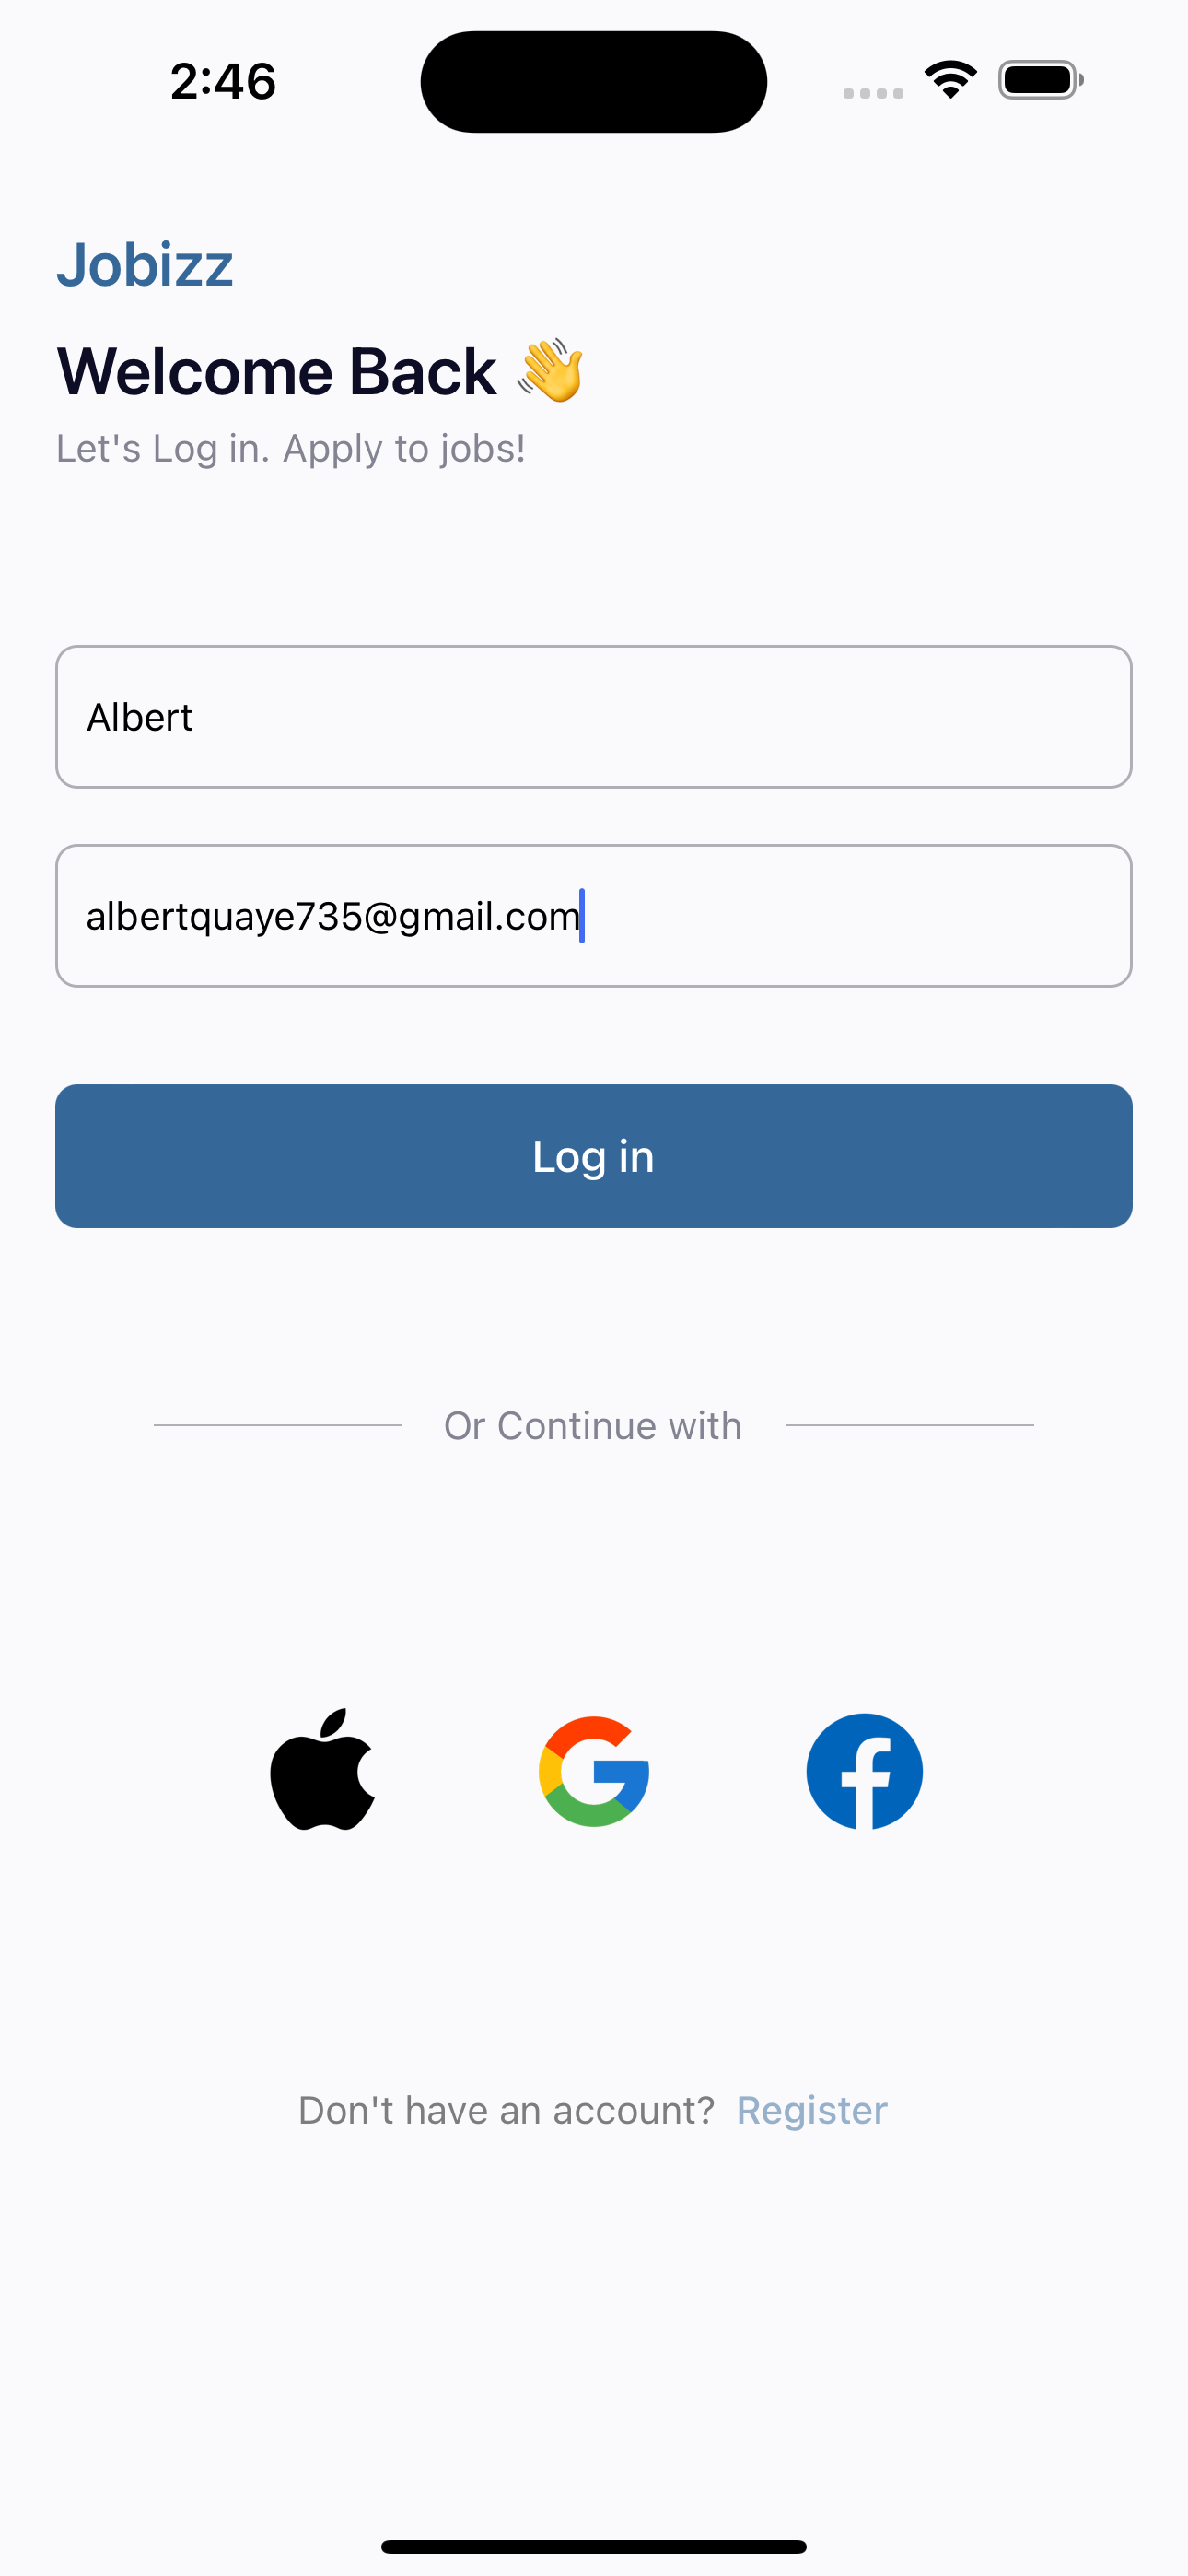 2:46
Jobizz
Welcome Back 👋
Let's Log in. Apply to jobs!
Albert
albertquaye735@gmail.com
Log in
Or Continue with
Don't have an account? Register